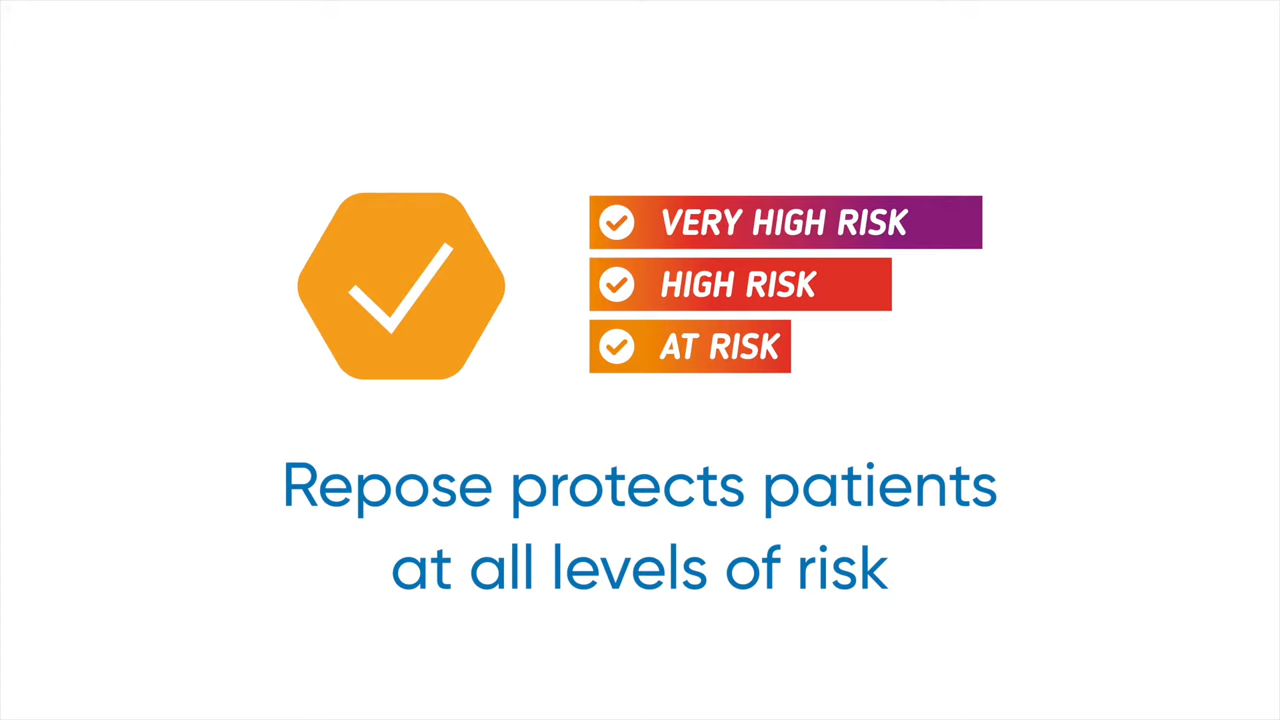 VERY HIGH RISK
HIGH RISK
AT RISK
Repose protects patients
at all levels of risk